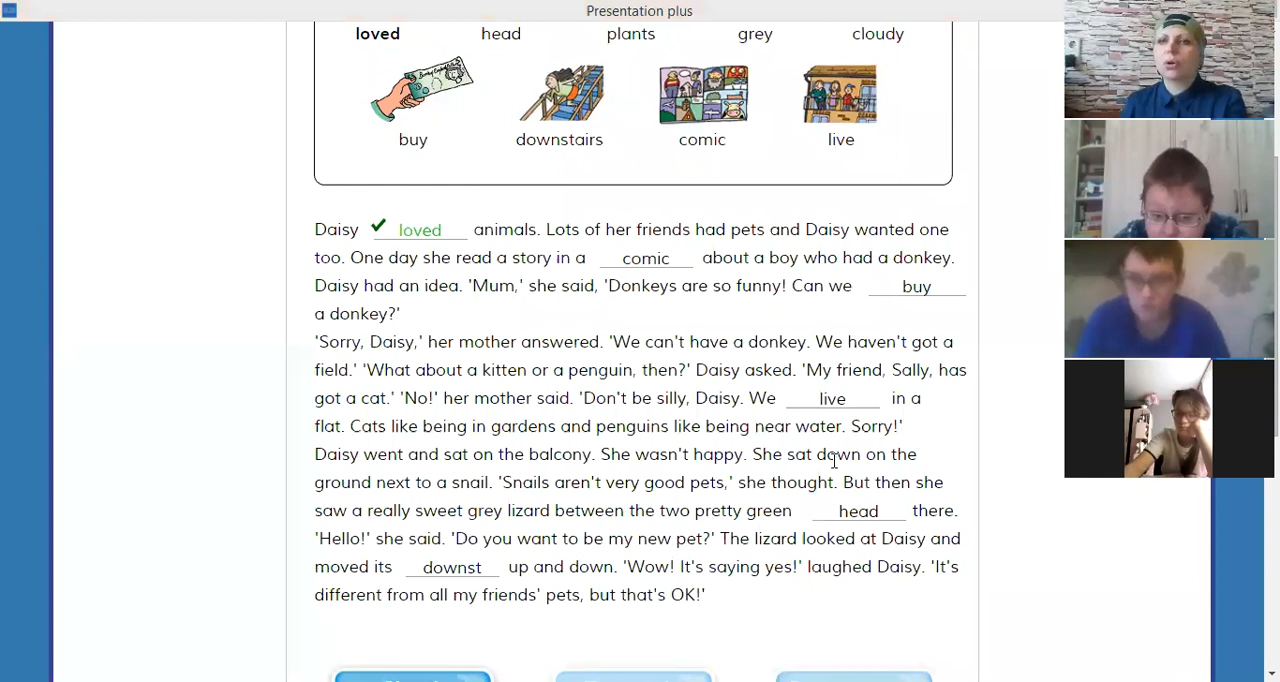 Presentation plus
loved head plants grey cloudy
buy downstairs comic live
Daisy ✔ loved animals. Lots of her friends had pets and Daisy wanted one
too. One day she read a story in a comic about a boy who had a donkey.
Daisy had an idea. 'Mum,' she said, 'Donkeys are so funny! Can we buy
a donkey?'
'Sorry, Daisy,' her mother answered. 'We can't have a donkey. We haven't got a
field.' 'What about a kitten or a penguin, then?' Daisy asked. 'My friend, Sally, has
got a cat.' 'No!' her mother said. 'Don't be silly, Daisy. We live in a
flat. Cats like being in gardens and penguins like being near water. Sorry!'
Daisy went and sat on the balcony. She wasn't happy. She sat down on the
ground next to a snail. 'Snails aren't very good pets,' she thought. But then she
saw a really sweet grey lizard between the two pretty green head there.
'Hello!' she said. 'Do you want to be my new pet?' The lizard looked at Daisy and
moved its downst up and down. 'Wow! It's saying yes!' laughed Daisy. 'It's
different from all my friends' pets, but that's OK!'